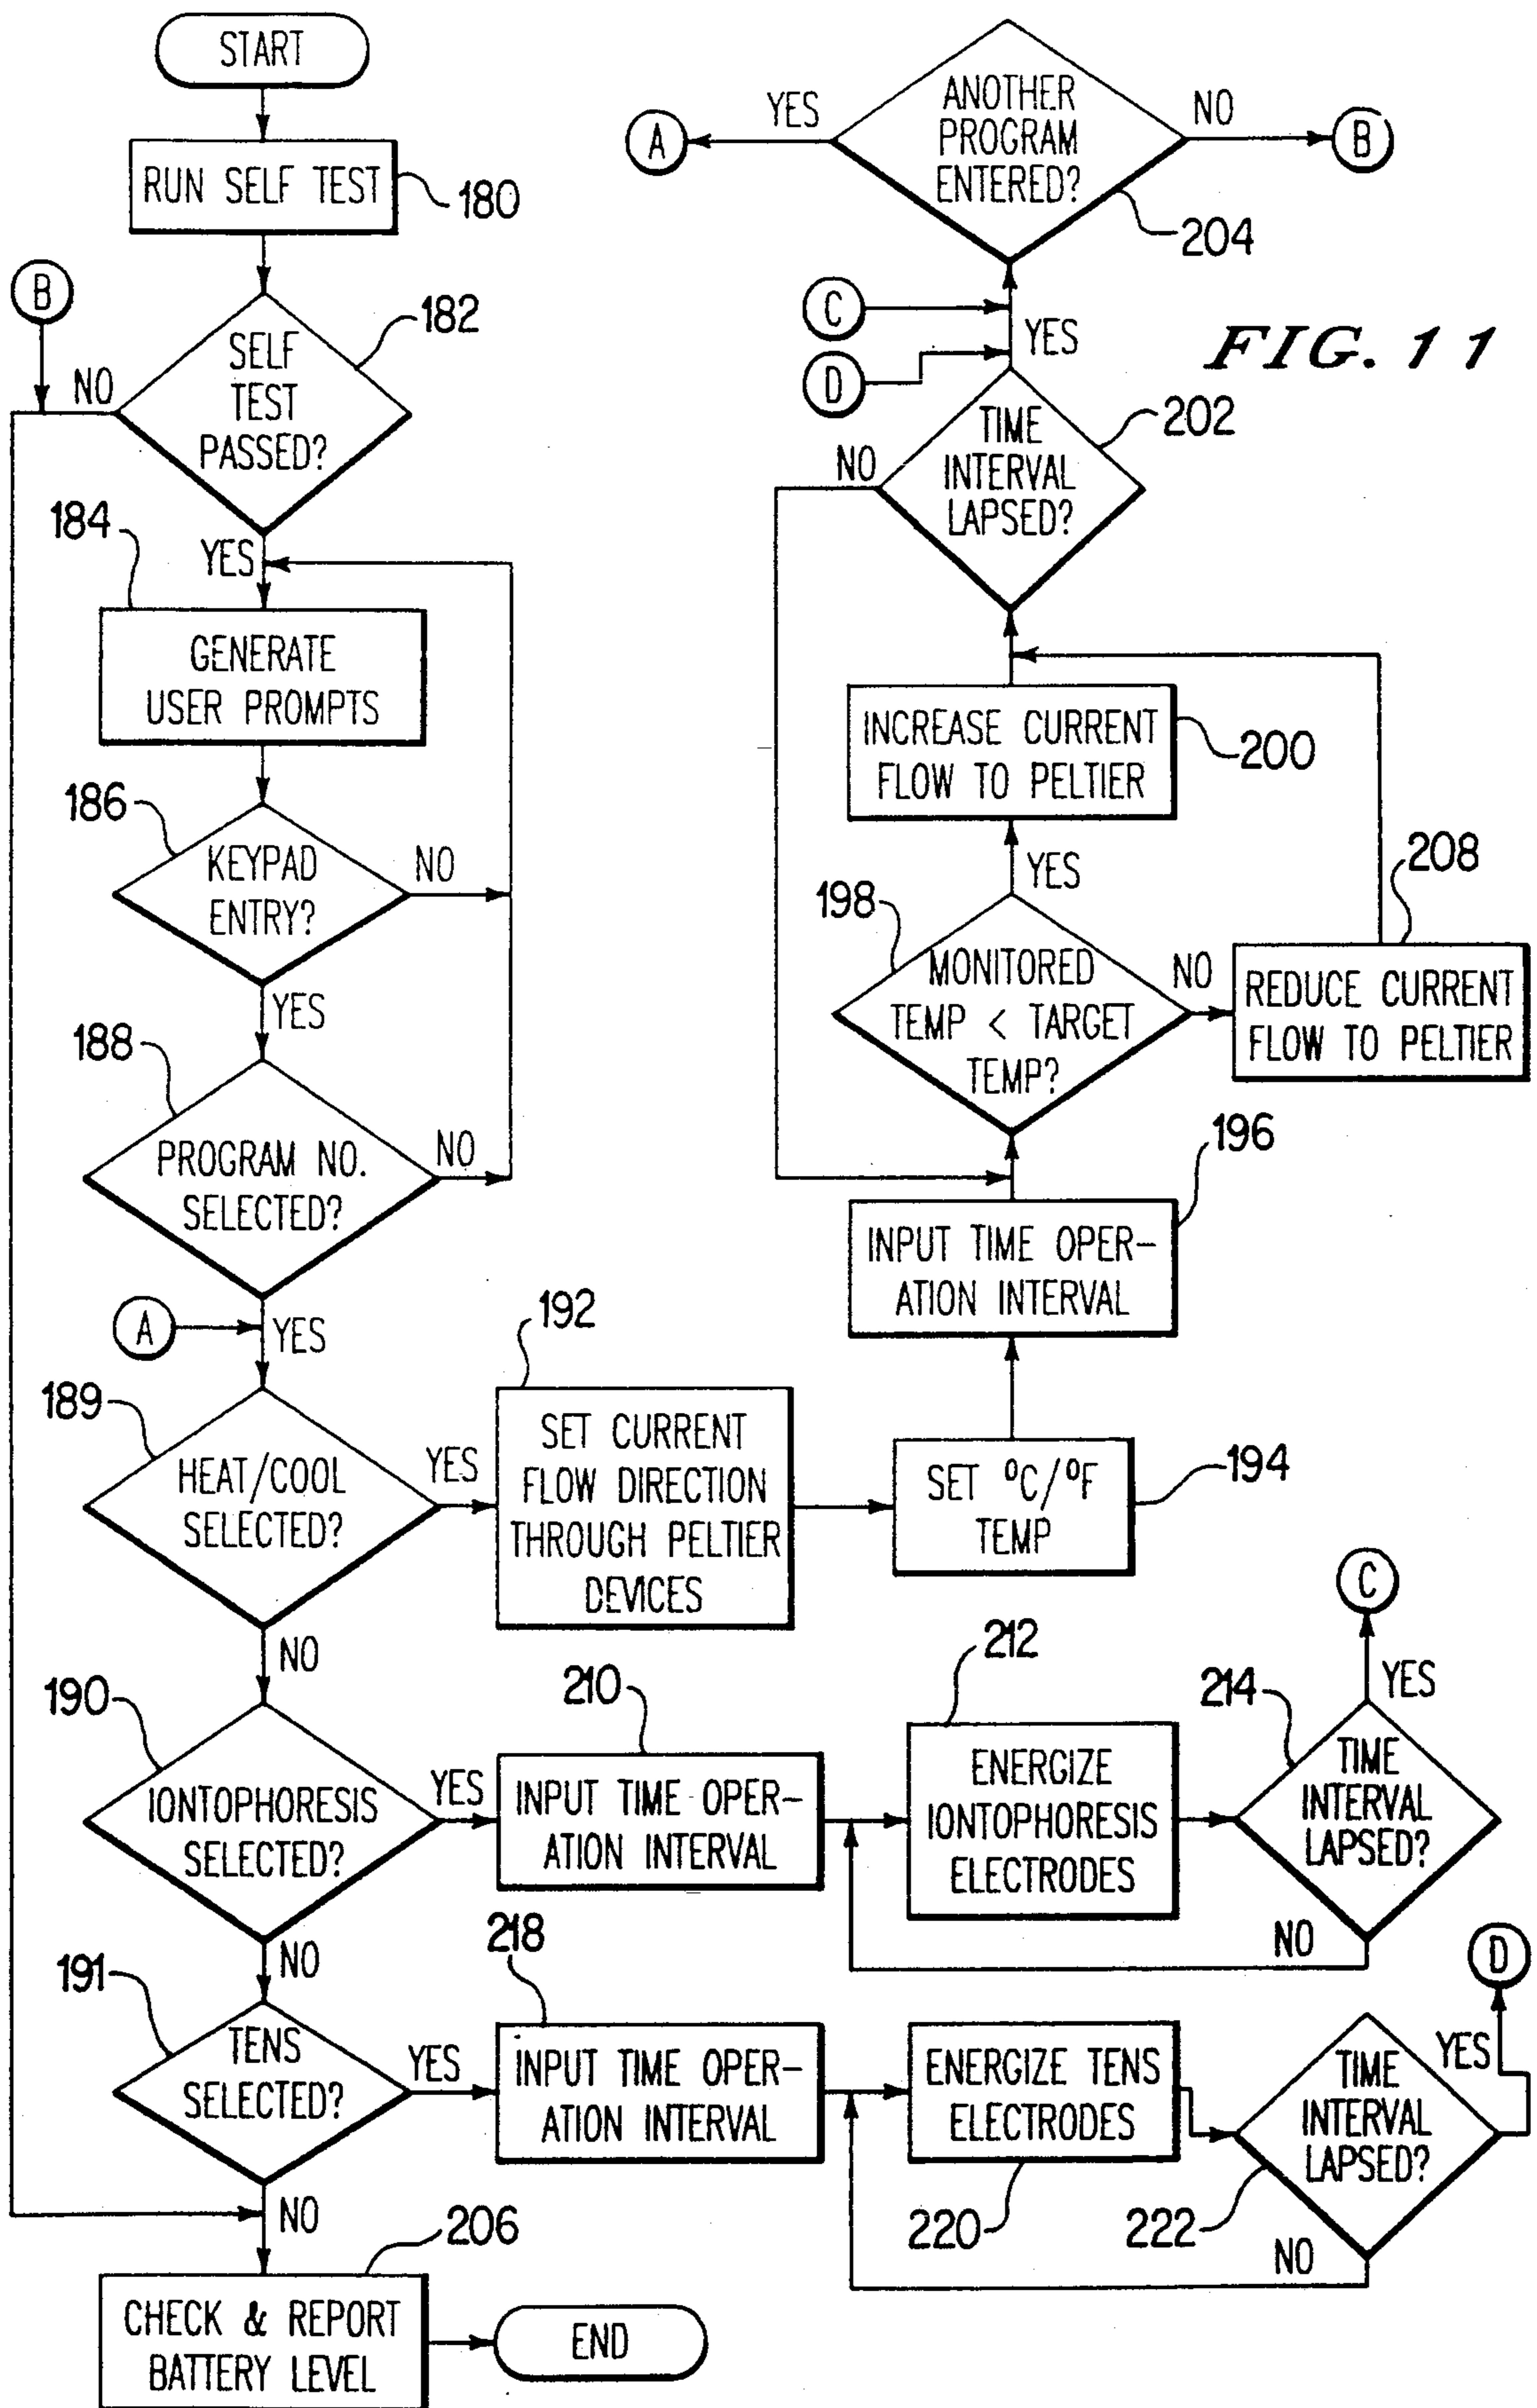 START
RUN SELF TEST
180
B
SELF
TEST
PASSED?
182
NO
YES
184
GENERATE
USER PROMPTS
186
KEYPAD
ENTRY?
NO
YES
188
PROGRAM NO.
SELECTED?
NO
A
YES
189
HEAT/COOL
SELECTED?
YES
NO
192
SET CURRENT
FLOW DIRECTION
THROUGH PELTIER
DEVICES
SET ºC/ºF
TEMP
194
190
IONTOPHORESIS
SELECTED?
YES
NO
210
INPUT TIME OPER-
ATION INTERVAL
212
ENERGIZE
IONTOPHORESIS
ELECTRODES
214
TIME
INTERVAL
LAPSED?
YES
C
NO
191
TENS
SELECTED?
YES
NO
218
INPUT TIME OPER-
ATION INTERVAL
ENERGIZE TENS
ELECTRODES
220
TIME
INTERVAL
LAPSED?
222
YES
D
NO
206
CHECK & REPORT
BATTERY LEVEL
END
ANOTHER
PROGRAM
ENTERED?
204
YES
A
NO
B
C
D
YES
FIG. 11
TIME
INTERVAL
LAPSED?
202
NO
INCREASE CURRENT
FLOW TO PELTIER
200
YES
198
MONITORED
TEMP < TARGET
TEMP?
NO
208
REDUCE CURRENT
FLOW TO PELTIER
196
INPUT TIME OPER-
ATION INTERVAL